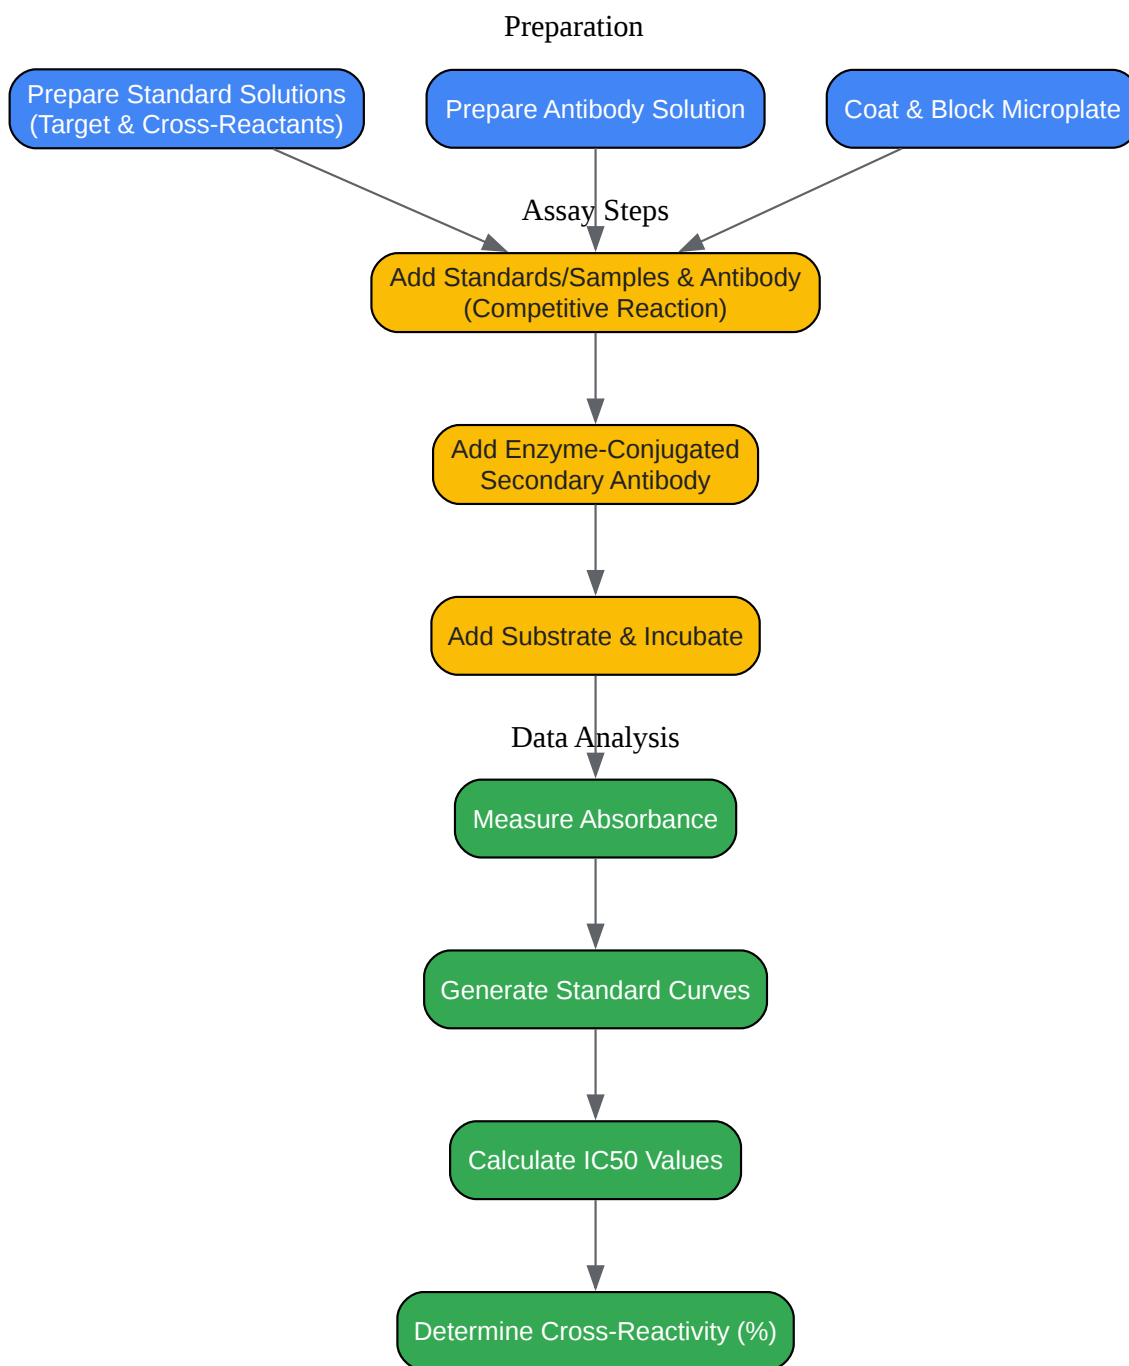 Preparation
Prepare Standard Solutions
(Target & Cross-Reactants)
Prepare Antibody Solution
Coat & Block Microplate
Assay Steps
Add Standards/Samples & Antibody
(Competitive Reaction)
Add Enzyme-Conjugated
Secondary Antibody
Add Substrate & Incubate
Data Analysis
Measure Absorbance
Generate Standard Curves
Calculate IC50 Values
Determine Cross-Reactivity (%)